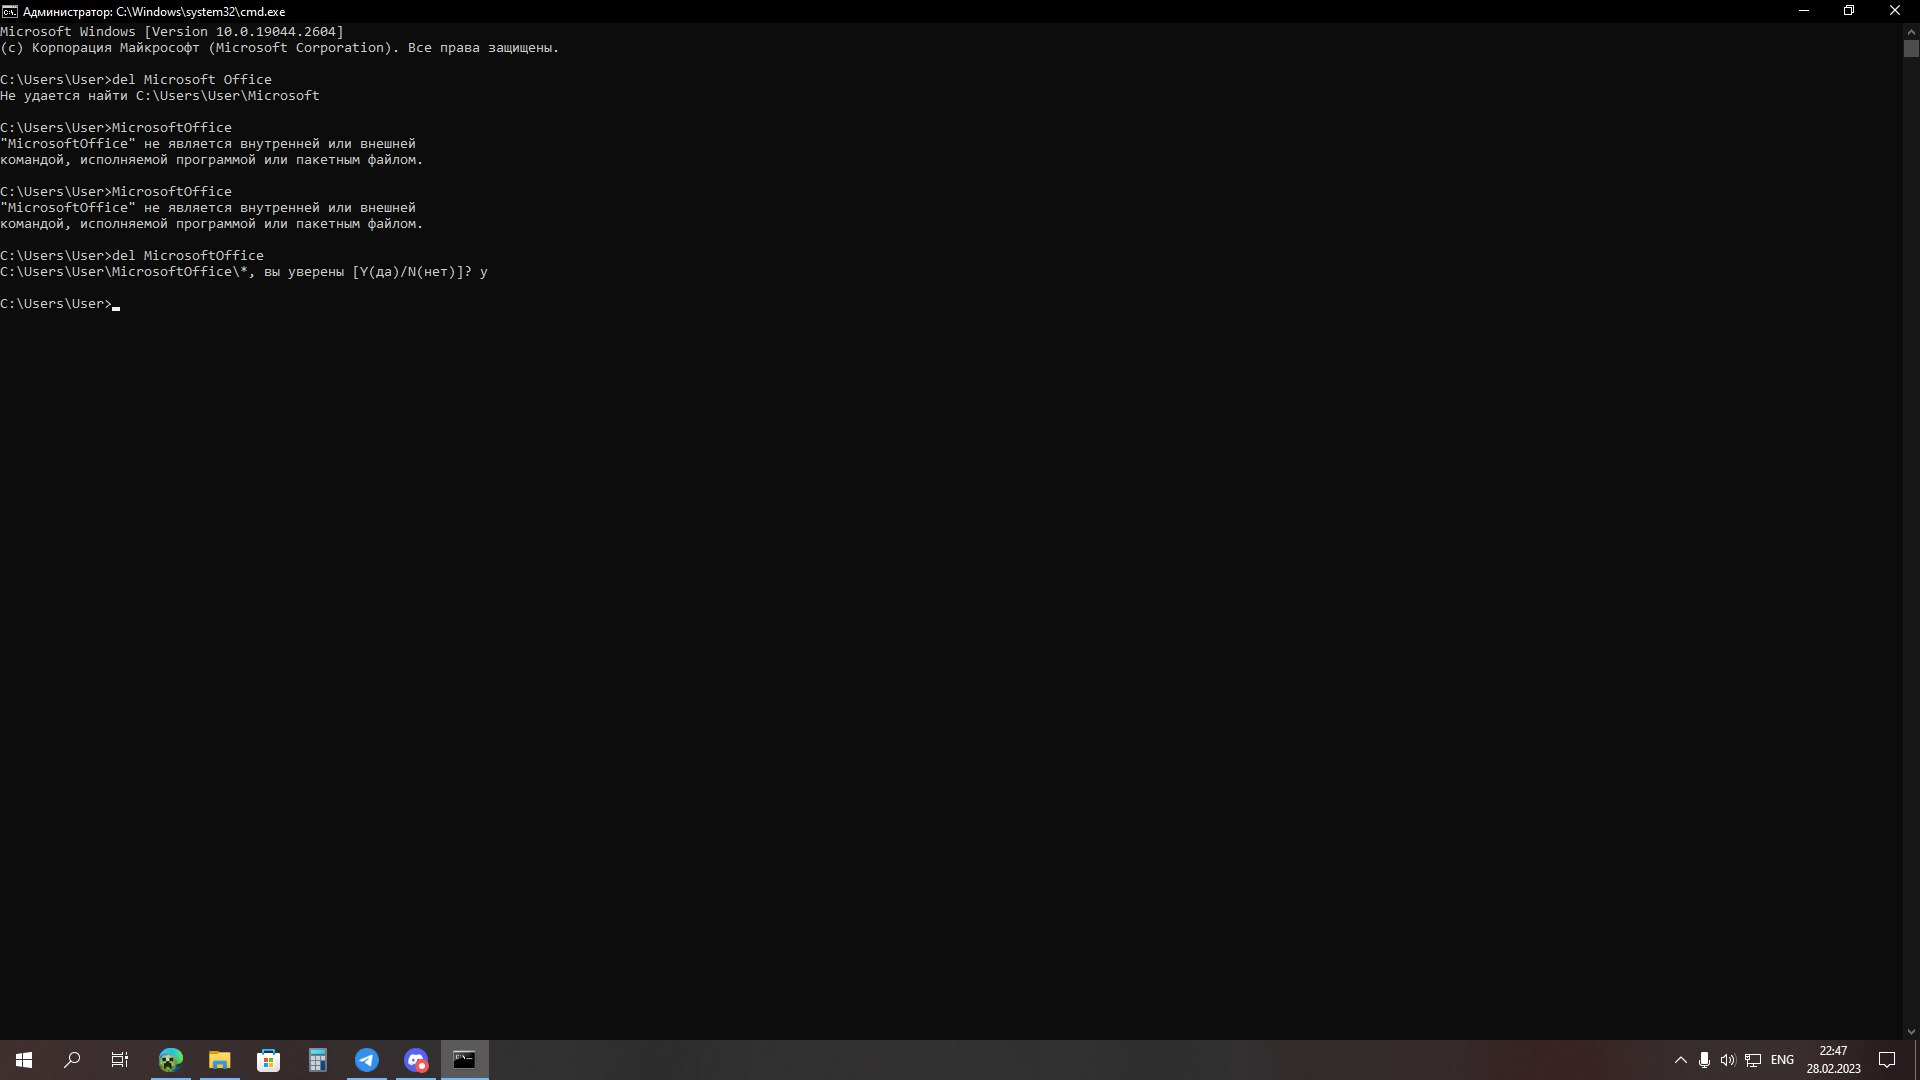 Администратор: C:\Windows\system32\cmd.exe
Microsoft Windows [Version 10.0.19044.2604]
(c) Корпорация Майкрософт (Microsoft Corporation). Все права защищены.
C:\Users\User>del Microsoft Office
Не удается найти C:\Users\User\Microsoft
C:\Users\User>MicrosoftOffice
"MicrosoftOffice" не является внутренней или внешней
командой, исполняемой программой или пакетным файлом.
C:\Users\User>MicrosoftOffice
"MicrosoftOffice" не является внутренней или внешней
командой, исполняемой программой или пакетным файлом.
C:\Users\User>del MicrosoftOffice
C:\Users\User\MicrosoftOffice\*, вы уверены [Y(да)/N(нет)]? y
C:\Users\User>
ENG
22:47
28.02.2023